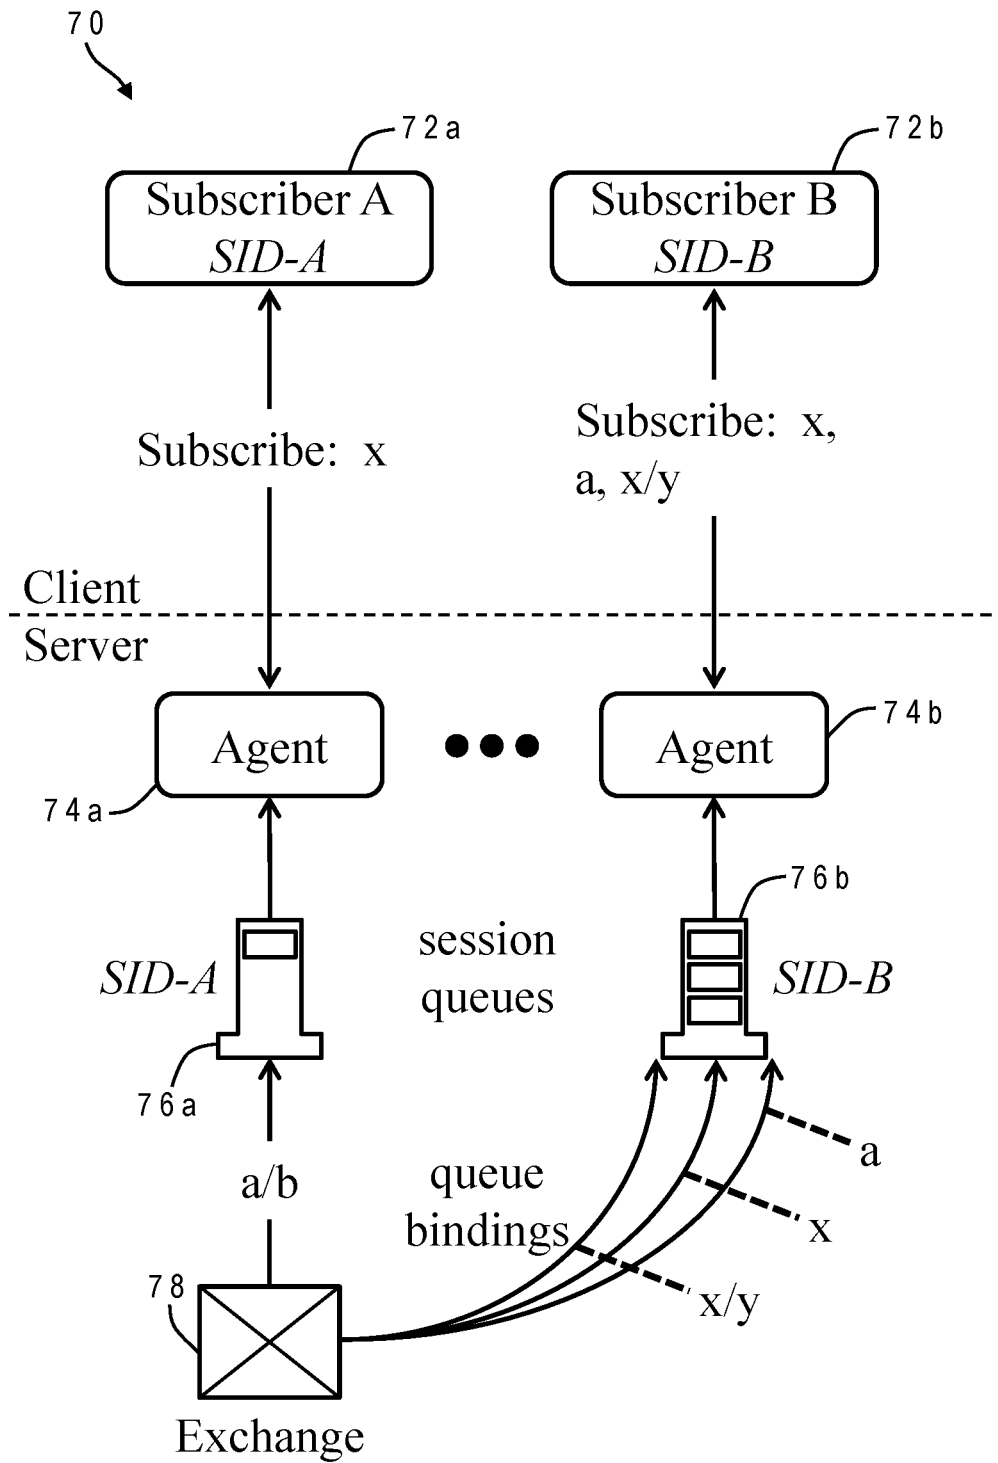 70
72a
72b
Subscriber A
SID-A
Subscriber B
SID-B
Subscribe: x
Subscribe: x,
a, x/y
Client
Server
Agent
Agent
74a
74b
76b
session
queues
SID-A
SID-B
76a
a/b
queue
bindings
a
x
x/y
78
Exchange